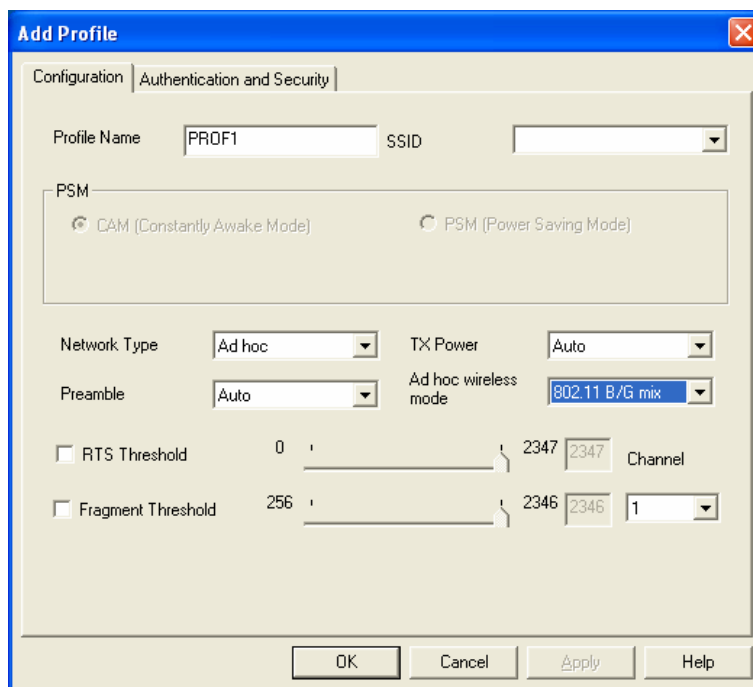 Add Profile
Configuration Authentication and Security
Profile Name PROF1 SSID
PSM
CAM (Constantly Awake Mode) PSM (Power Saving Mode)
Network Type Ad hoc TX Power Auto
Preamble Auto Ad hoc wireless mode 802.11 B/G mix
RTS Threshold 0 2347 2347 Channel
Fragment Threshold 256 2346 2346 1
OK Cancel Apply Help